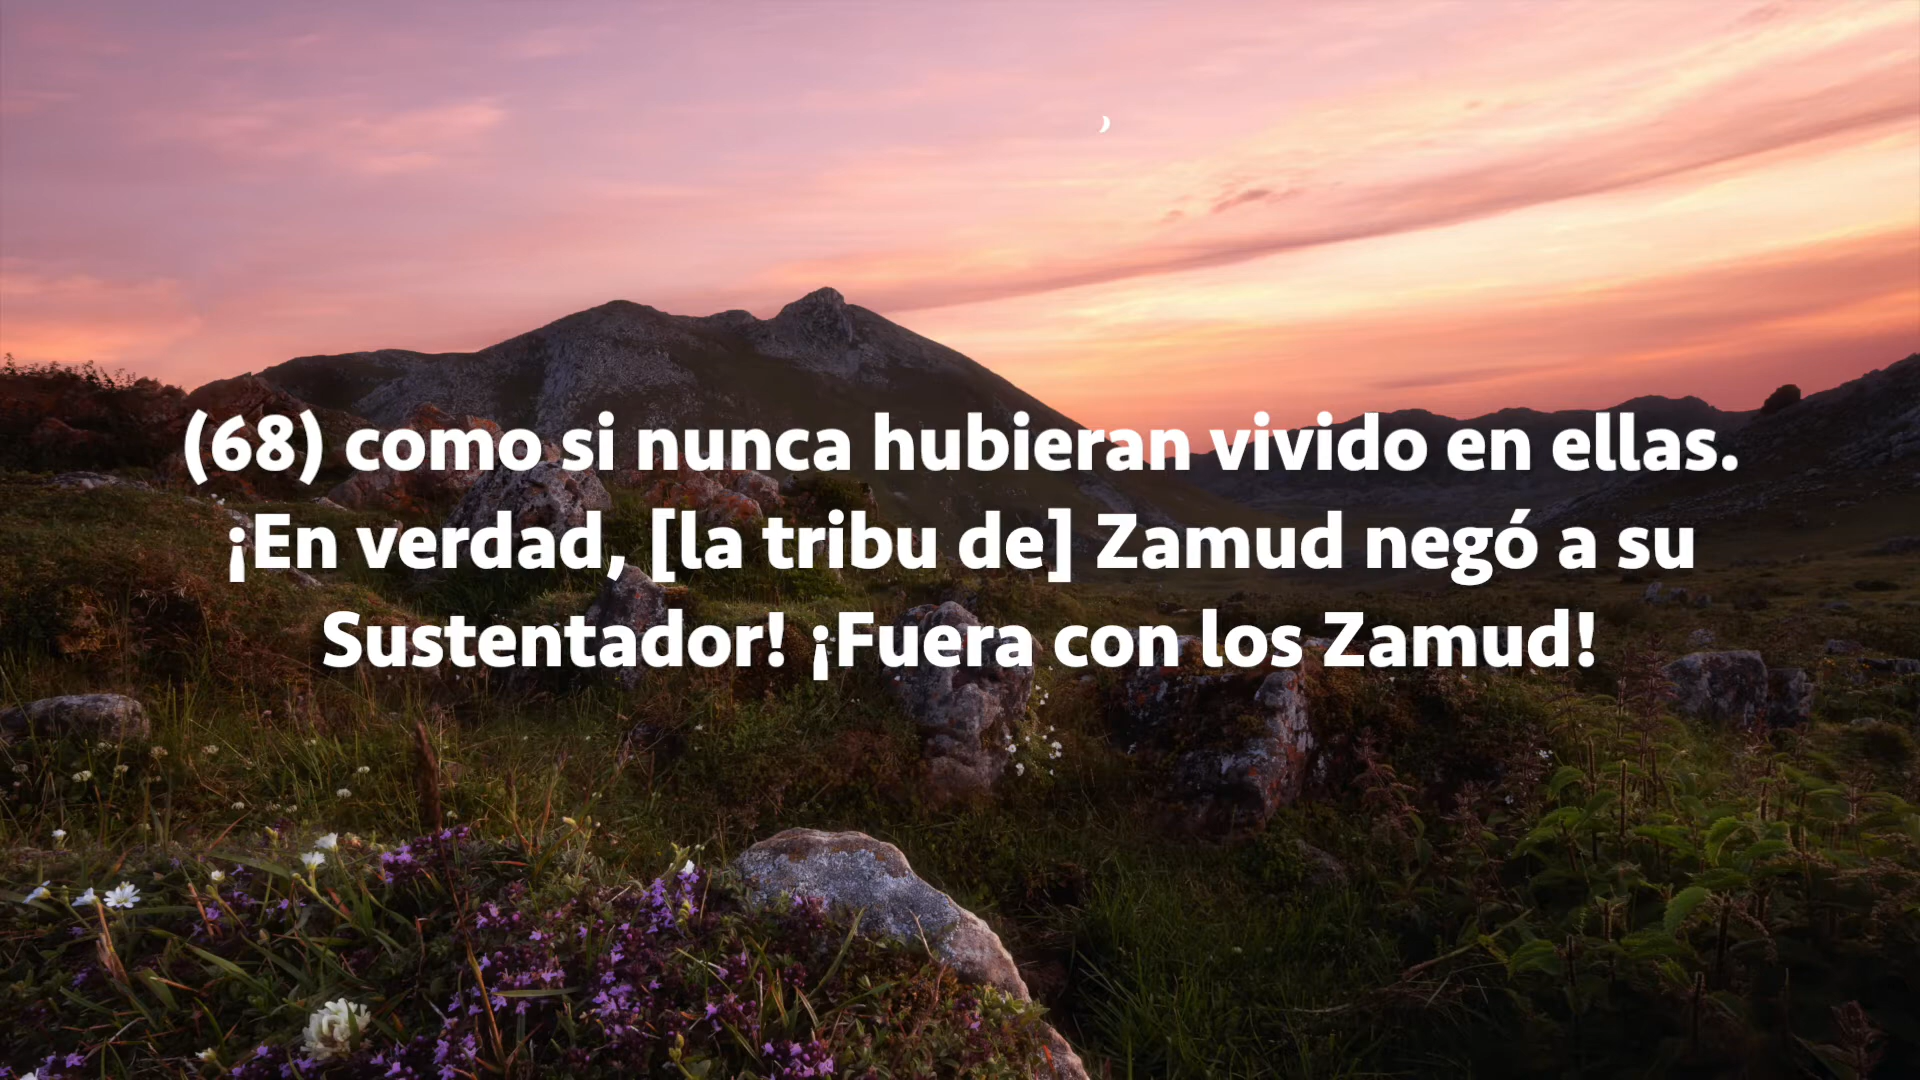 (68) como si nunca hubieran vivido en ellas.
¡En verdad, [la tribu de] Zamud negó a su
Sustentador! ¡Fuera con los Zamud!